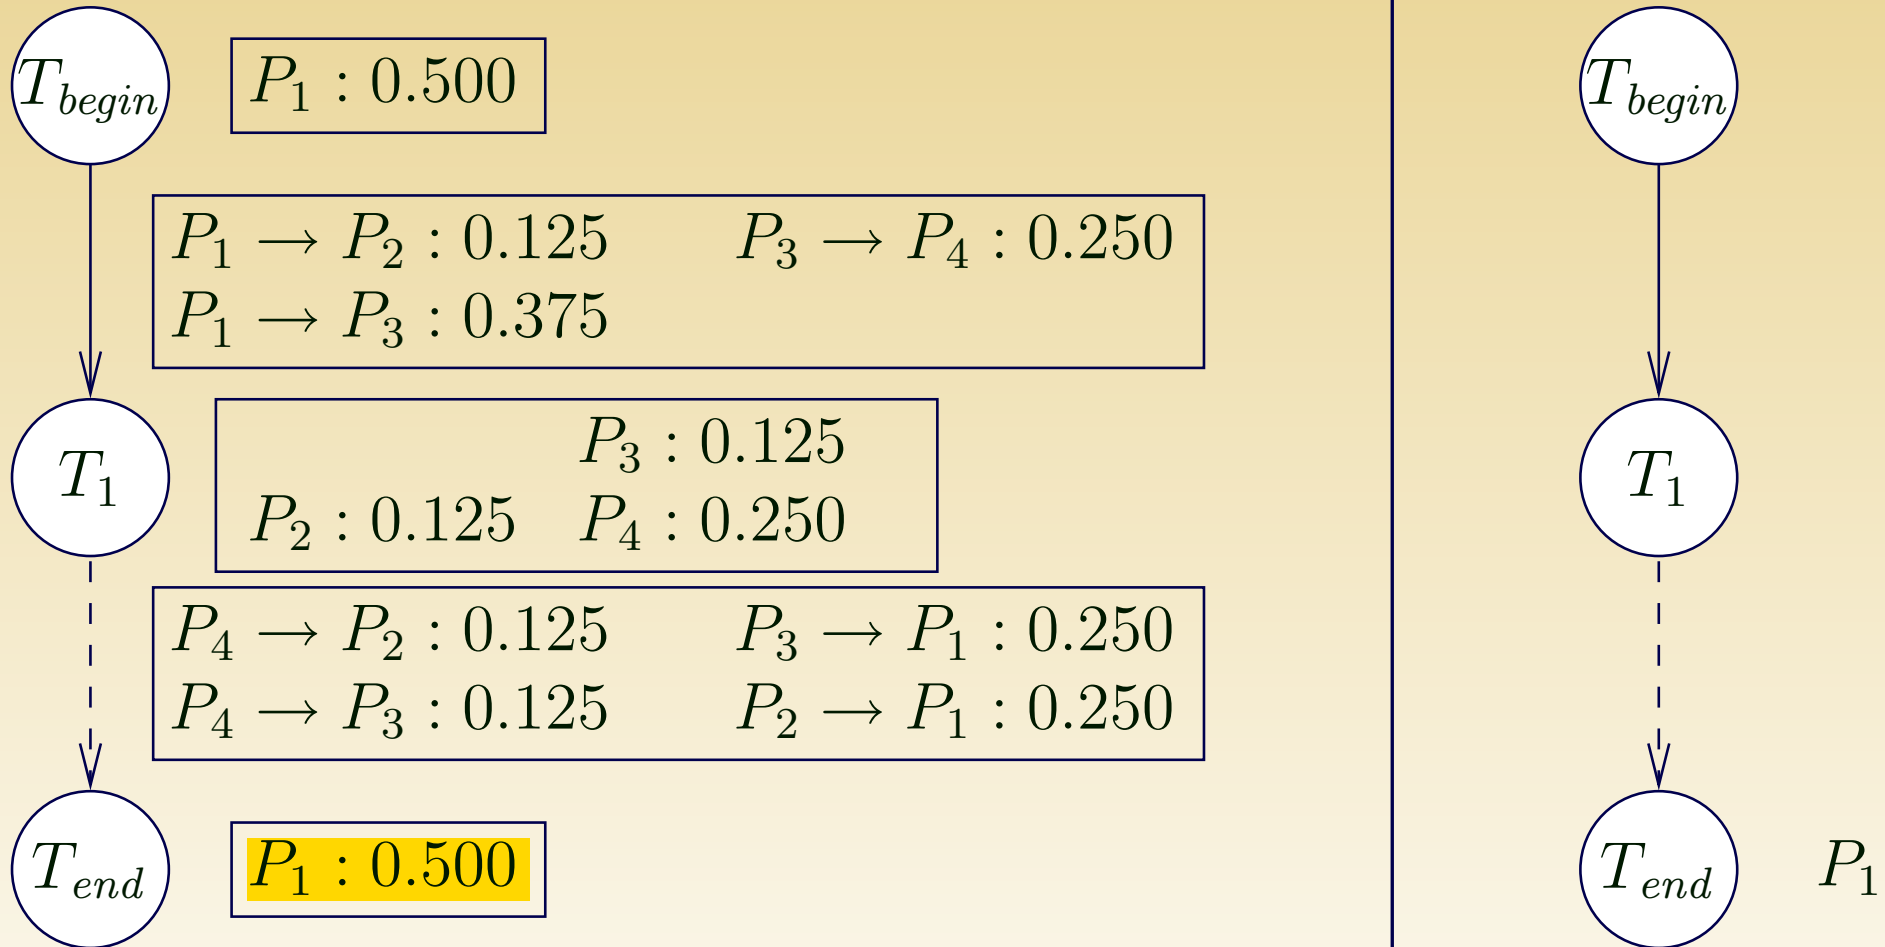 T_begin P_1 : 0.500
P_1 → P_2 : 0.125 P_3 → P_4 : 0.250
P_1 → P_3 : 0.375
P_3 : 0.125
T_1
P_2 : 0.125 P_4 : 0.250
P_4 → P_2 : 0.125 P_3 → P_1 : 0.250
P_4 → P_3 : 0.125 P_2 → P_1 : 0.250
T_end P_1 : 0.500
T_begin
T_1
T_end P_1